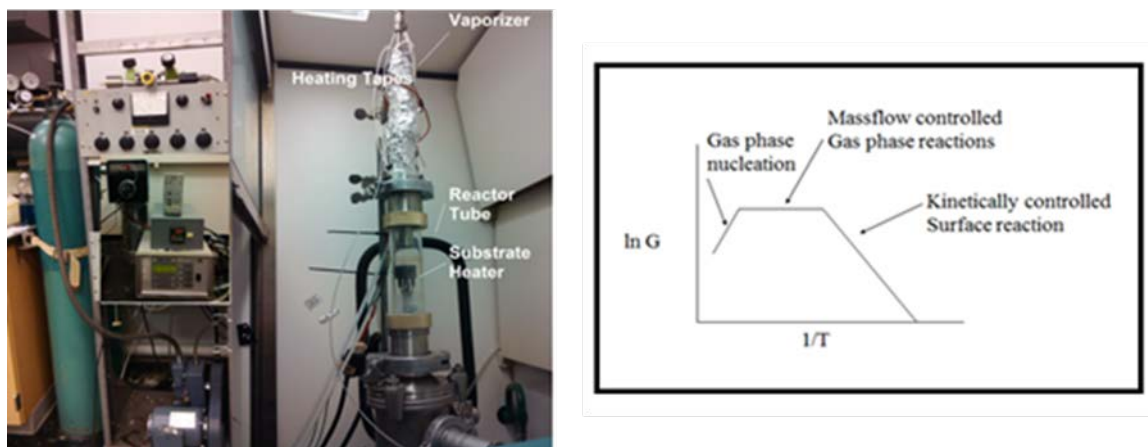 Vaporizer
Heating Tapes
Reactor
Tube
Substrate
Heater
Massflow controlled
Gas phase reactions
Gas phase
nucleation
Kinetically controlled
Surface reaction
ln G
1/T